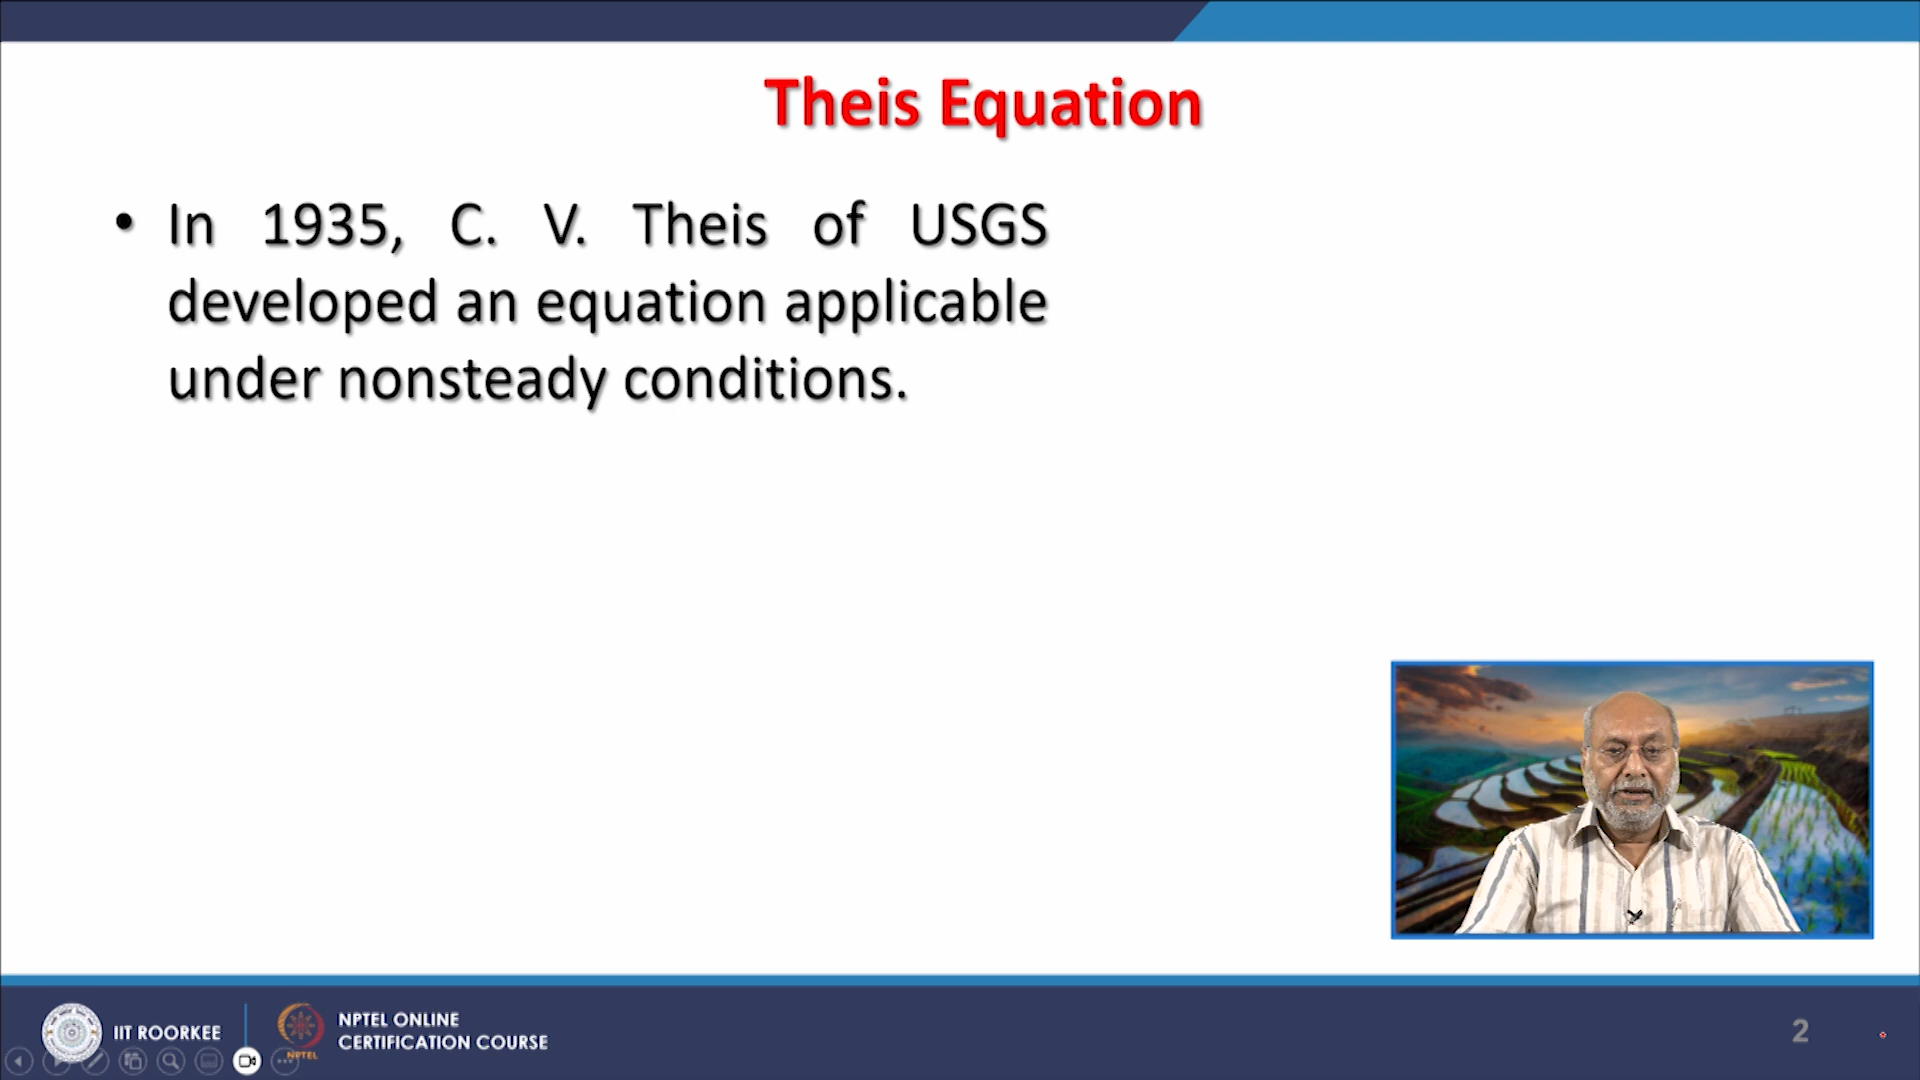 Theis Equation
• In 1935, C. V. Theis of USGS
developed an equation applicable
under nonsteady conditions.
IIT ROORKEE
NPTEL
NPTEL ONLINE
CERTIFICATION COURSE
2